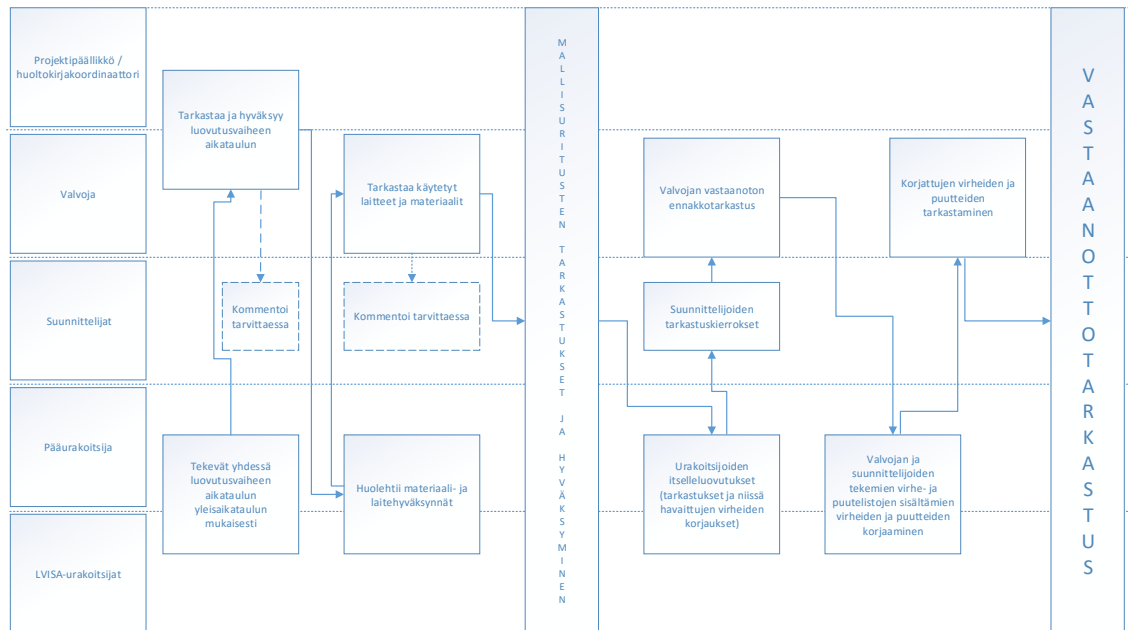 Projektipäällikkö /
huoltokirjakoordinaattori
Valvoja
Suunnittelijat
Pääurakoitsija
LVISA-urakoitsijat
Tarkastaa ja hyväksyy
luovutusvaiheen
aikataulun
Kommentoi
tarvittaessa
Tekevät yhdessä
luovutusvaiheen
aikataulun
yleisaikataulun
mukaisesti
Tarkastaa käytetyt
laitteet ja materiaalit
Kommentoi tarvittaessa
Huolehtii materiaali- ja
laitehyväksynnät
MALLISURITUSTEN TARKASTUKSET JA HYVÄKSYMINEN
Valvojan vastaanoton
ennakkotarkastus
Suunnittelijoiden
tarkastuskierrokset
Urakoitsijoiden
itselleluovutukset
(tarkastukset ja niissä
havaittujen virheiden
korjaukset)
Korjattujen virheiden ja
puutteiden
tarkastaminen
Valvojan ja
suunnittelijoiden
tekemien virhe- ja
puutelistojen sisältämien
virheiden ja puutteiden
korjaaminen
VASTAANOTTOTARKASTUS